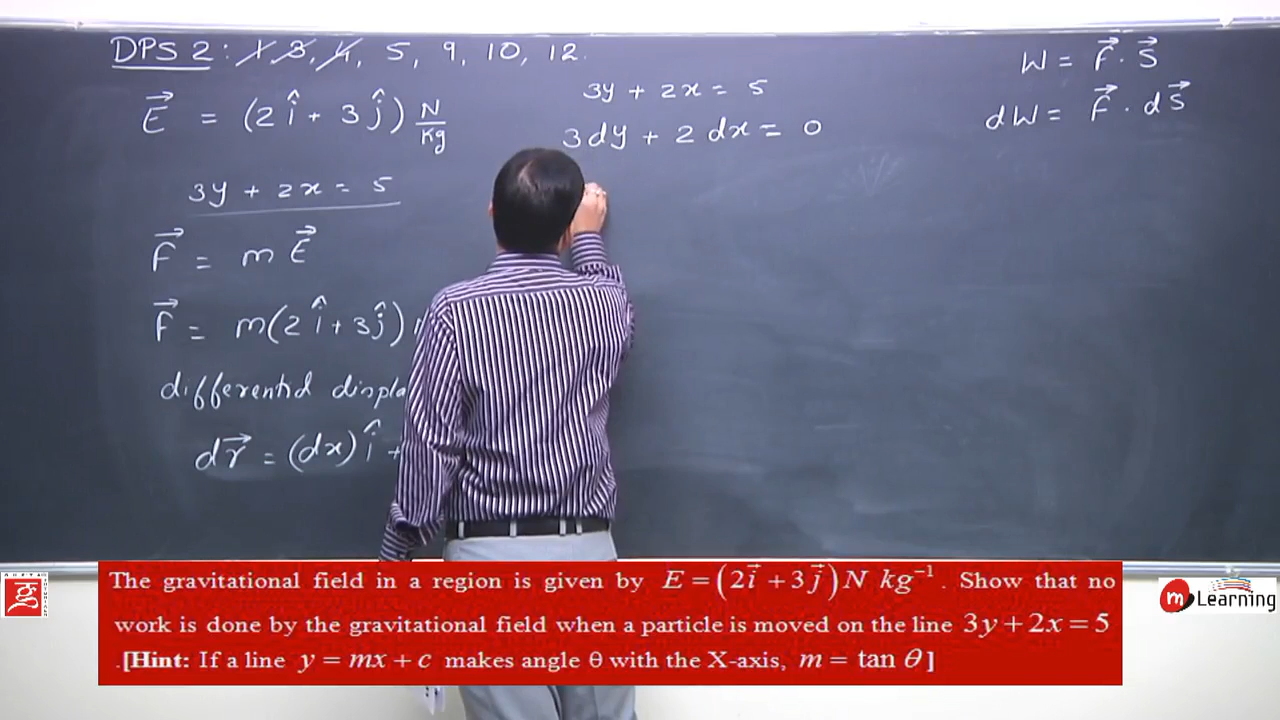 DPS 2 : 1, 3, 4, 5, 9, 10, 12.
E⃗ = (2î + 3ĵ) N/Kg
3y + 2x = 5
F⃗ = m E⃗
F⃗ = m(2î + 3ĵ)
differential
dr⃗ = (dx)î +
3y + 2x = 5
3dy + 2 dx = 0
W = F⃗ . S⃗
dW = F⃗ . dS⃗
The gravitational field in a region is given by E = (2i⃗ + 3j⃗) N kg⁻¹ . Show that no
work is done by the gravitational field when a particle is moved on the line 3y + 2x = 5
.[Hint: If a line y = mx + c makes angle θ with the X-axis, m = tan θ ]
m Learning